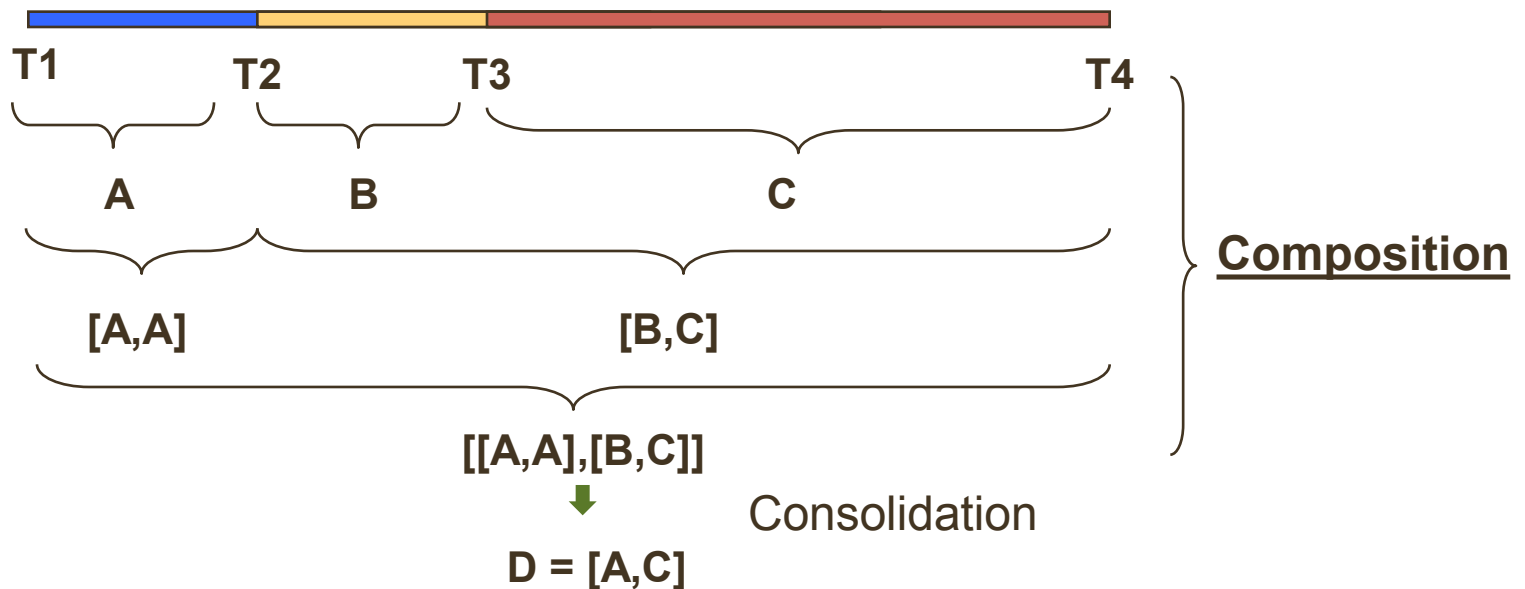 T1 T2 T3 T4
A B C
Composition
[A,A] [B,C]
[[A,A],[B,C]]
Consolidation
D = [A,C]